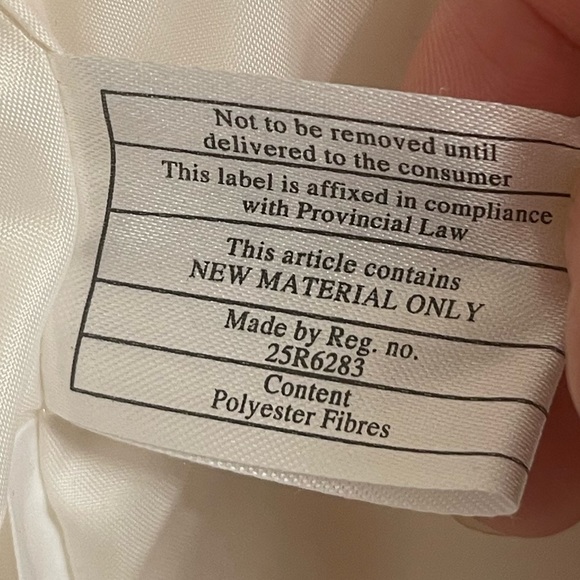 Not to be removed until
delivered to the consumer
This label is affixed in compliance
with Provincial Law
This article contains
NEW MATERIAL ONLY
Made by Reg. no.
25R6283
Content
Polyester Fibres